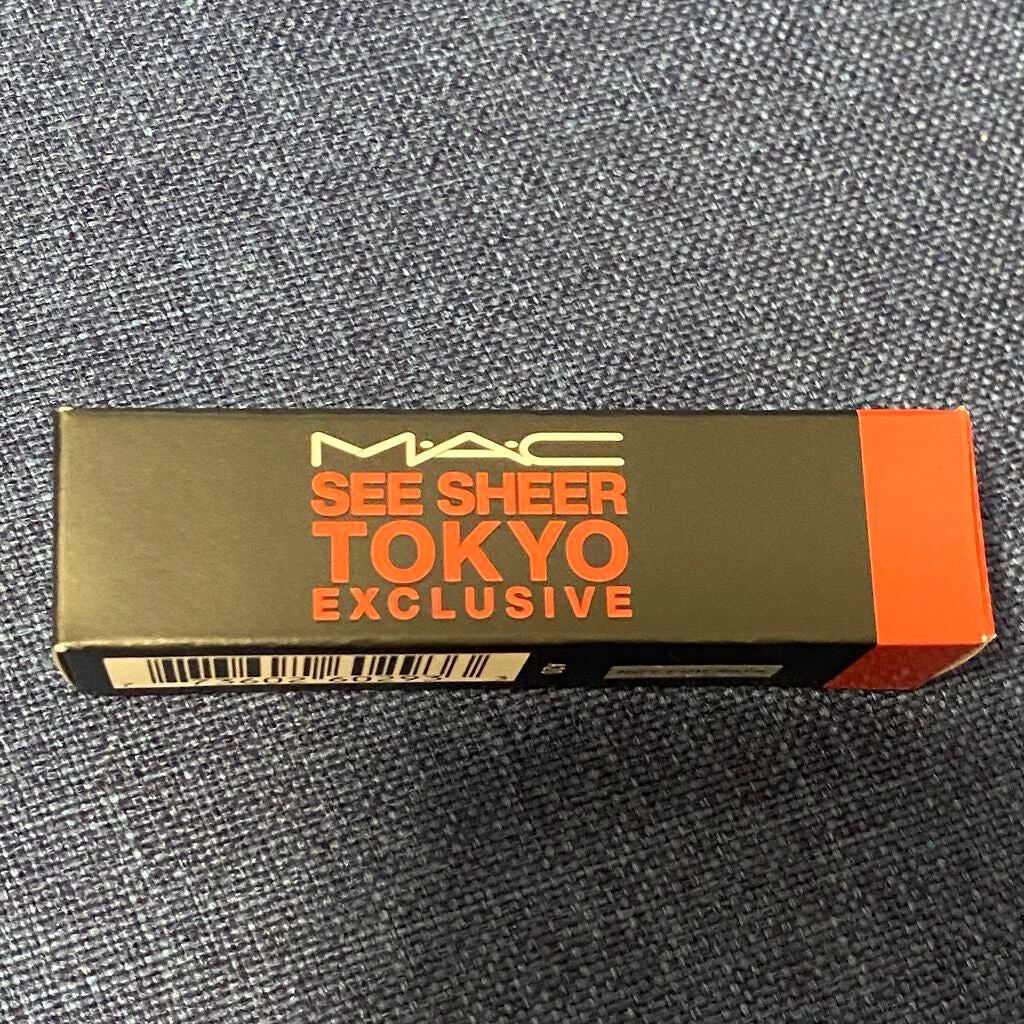 M·A·C
SEE SHEER
TOKYO
EXCLUSIVE